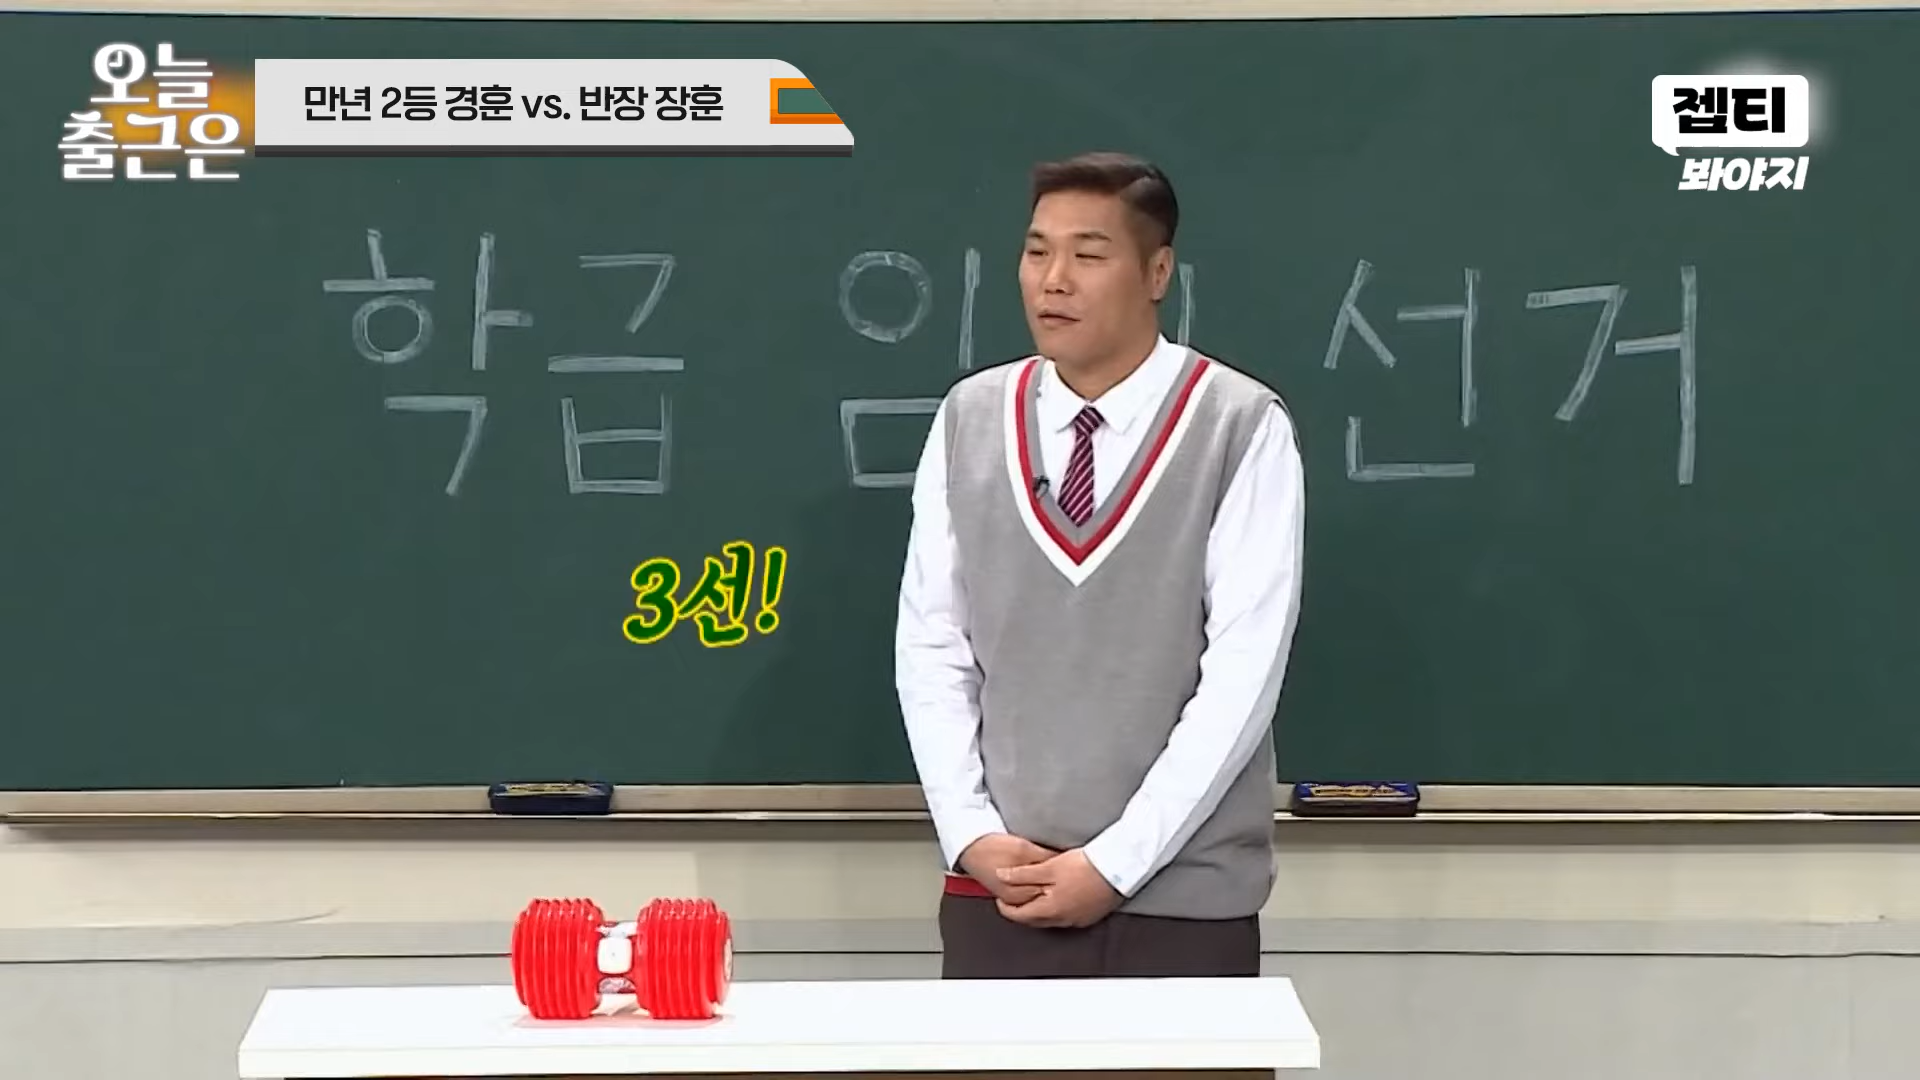 오늘
출근은
만년 2등 경훈 vs. 반장 장훈
젭티
봐야지
학급 선거
3선!